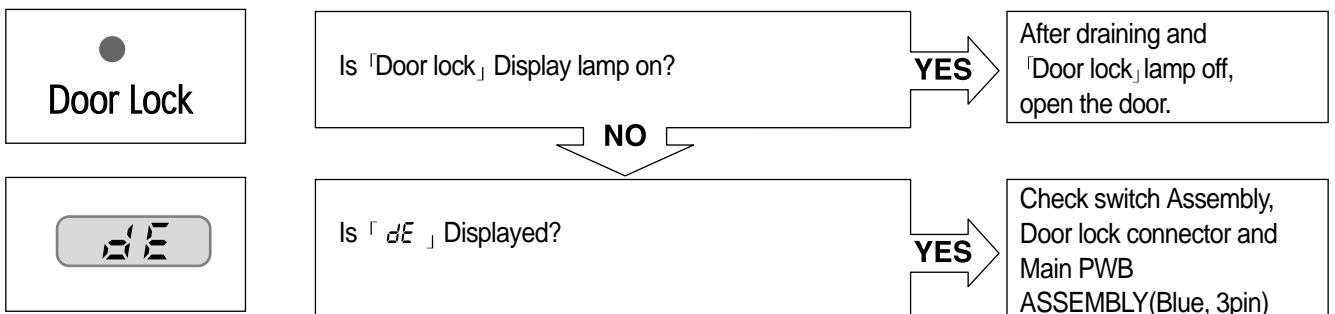 Door Lock
Is「Door lock」Display lamp on?
YES
After draining and
「Door lock」lamp off,
open the door.
NO
dE
Is「 dE 」Displayed?
YES
Check switch Assembly,
Door lock connector and
Main PWB
ASSEMBLY(Blue, 3pin)